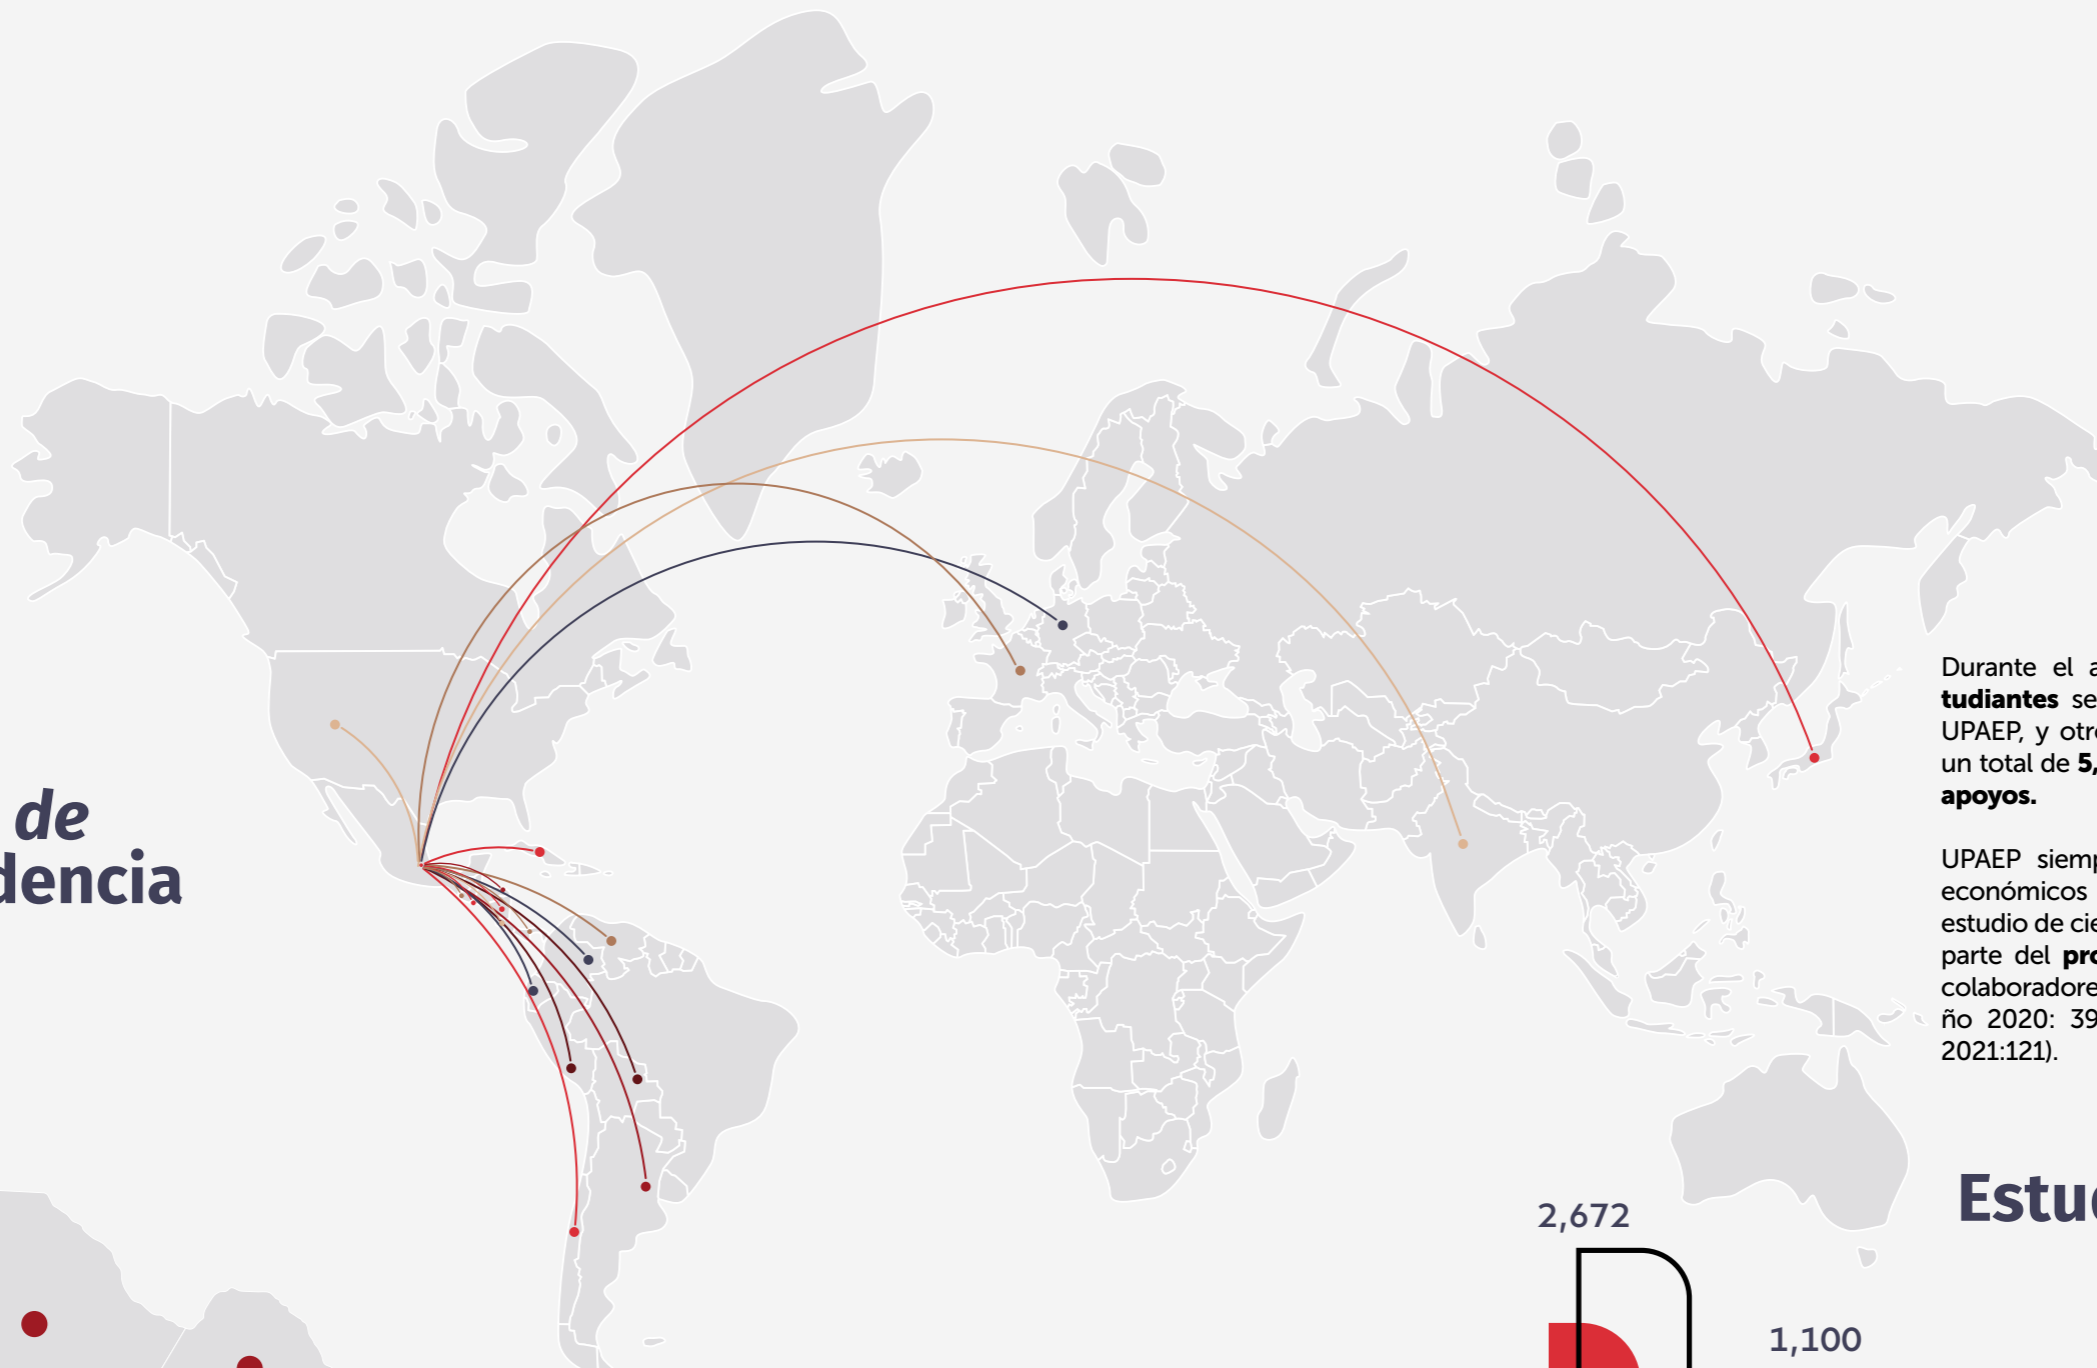 de
dencia
Durante el a
tudiantes se
UPAEP, y otr
un total de 5,
apoyos.
UPAEP siemp
económicos
estudio de cie
parte del pro
colaboradore
ño 2020: 39
2021:121).
Estu
2,672
1,100